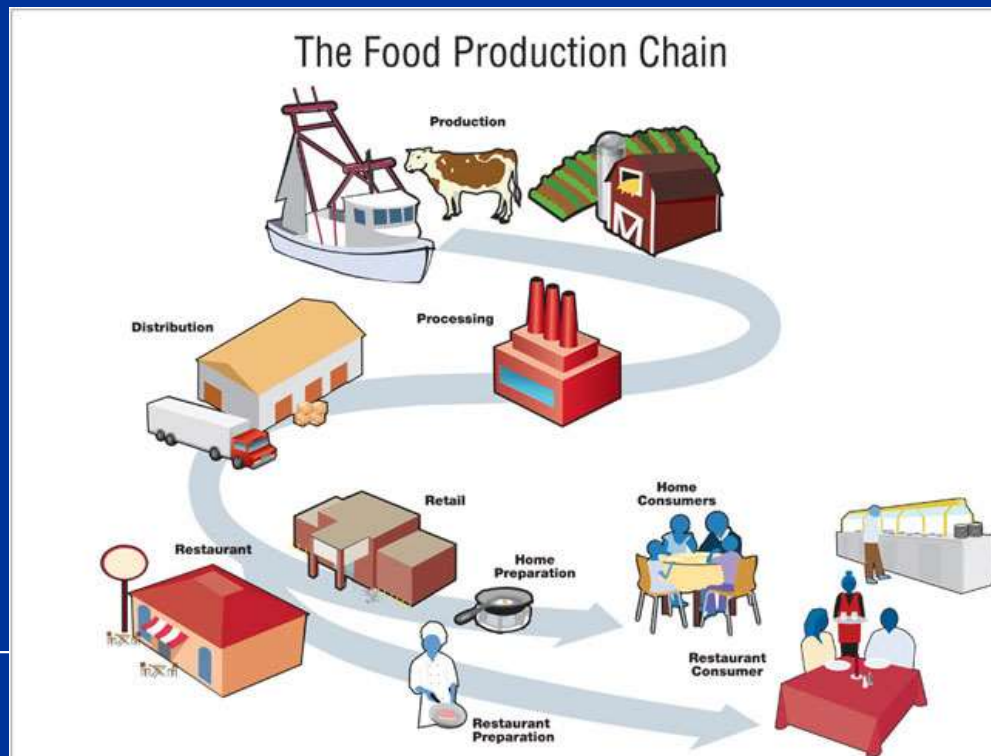 The Food Production Chain
Production
Processing
Distribution
Retail
Home
Consumers
Restaurant
Home
Preparation
Restaurant
Consumer
Restaurant
Preparation